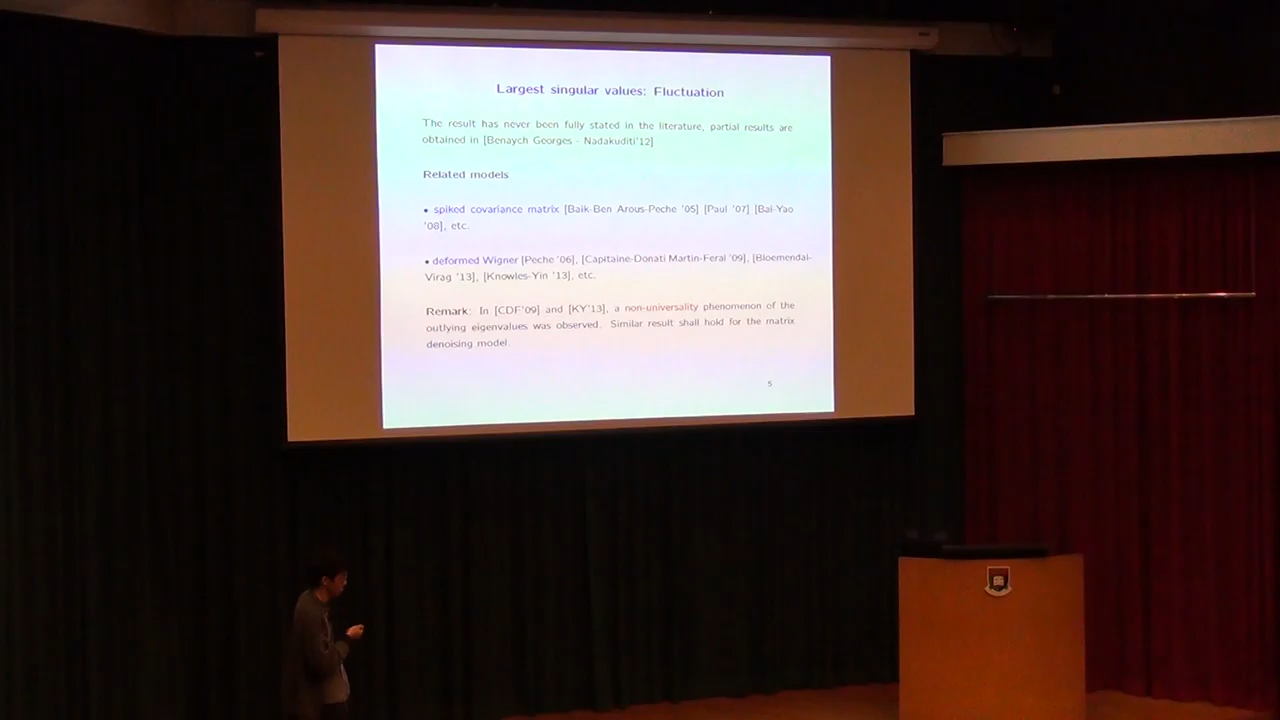 Largest singular values: Fluctuation
The result has never been fully stated in the literature, partial results are
obtained in [Benaych Georges - Nadakuditi'12]
Related models
• spiked covariance matrix [Baik-Ben Arous-Peche '05] [Paul '07] [Bai-Yao
'08], etc.
• deformed Wigner [Peche '06], [Capitaine-Donati Martin-Feral '09], [Bloemendal-
Virag '13], [Knowles-Yin '13], etc.
Remark: In [CDF'09] and [KY'13], a non-universality phenomenon of the
outlying eigenvalues was observed. Similar result shall hold for the matrix
denoising model.
5